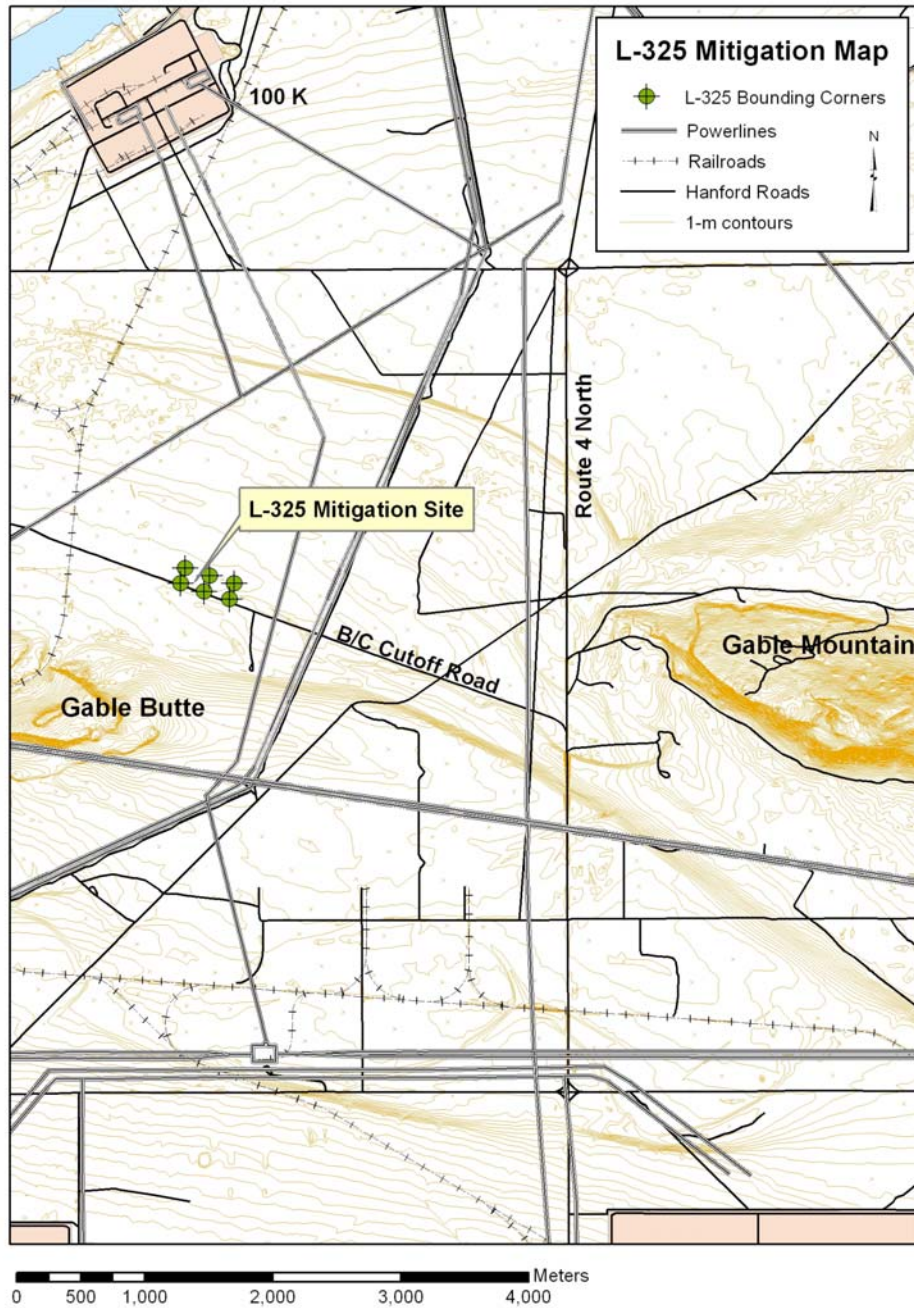 L-325 Mitigation Map
L-325 Bounding Corners
Powerlines
Railroads
Hanford Roads
1-m contours
N
100 K
Route 4 North
L-325 Mitigation Site
B/C Cutoff Road
Gable Mountain
Gable Butte
Meters
0 500 1,000 2,000 3,000 4,000